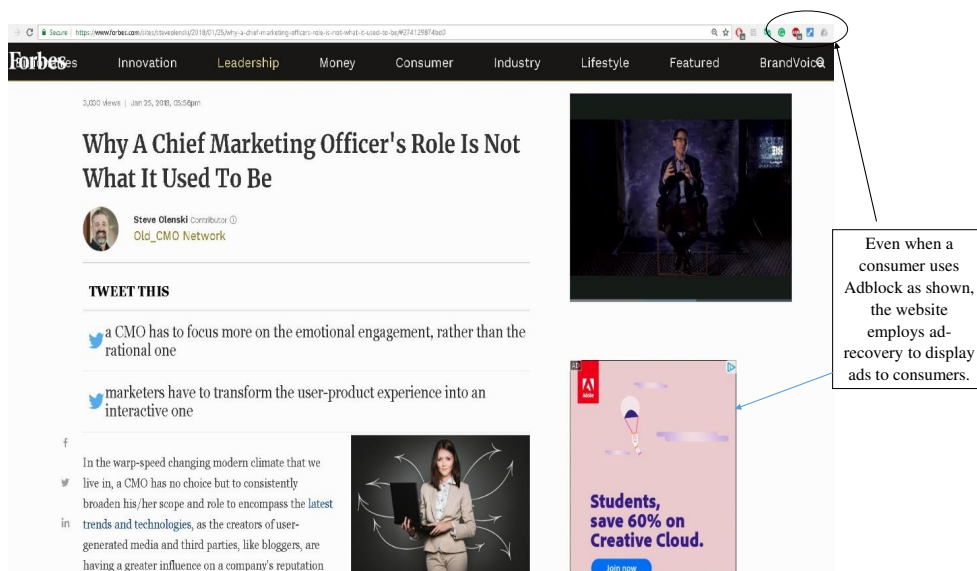 Secure | https://www.forbes.com/sites/steveolenski/2018/01/25/why-a-chief-marketing-officers-role-is-not-what-it-used-to-be/#274129874bd0
Forbes
Innovation Leadership Money Consumer Industry Lifestyle Featured BrandVoice
3,030 views | Jan 25, 2018, 05:56pm
Why A Chief Marketing Officer's Role Is Not
What It Used To Be
Steve Olenski Contributor
Old_CMO Network
TWEET THIS
a CMO has to focus more on the emotional engagement, rather than the
rational one
marketers have to transform the user-product experience into an
interactive one
In the warp-speed changing modern climate that we
live in, a CMO has no choice but to consistently
broaden his/her scope and role to encompass the latest
trends and technologies, as the creators of user-
generated media and third parties, like bloggers, are
having a greater influence on a company's reputation
AD
Adobe
Students,
save 60% on
Creative Cloud.
Join now
Even when a
consumer uses
Adblock as shown,
the website
employs ad-
recovery to display
ads to consumers.